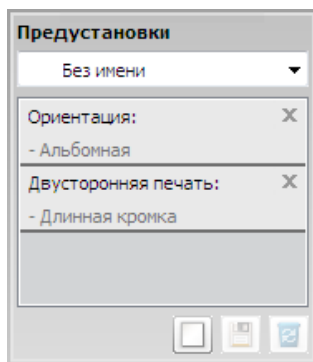 Предустановки
Без имени
Ориентация:
- Альбомная
Двусторонняя печать:
- Длинная кромка